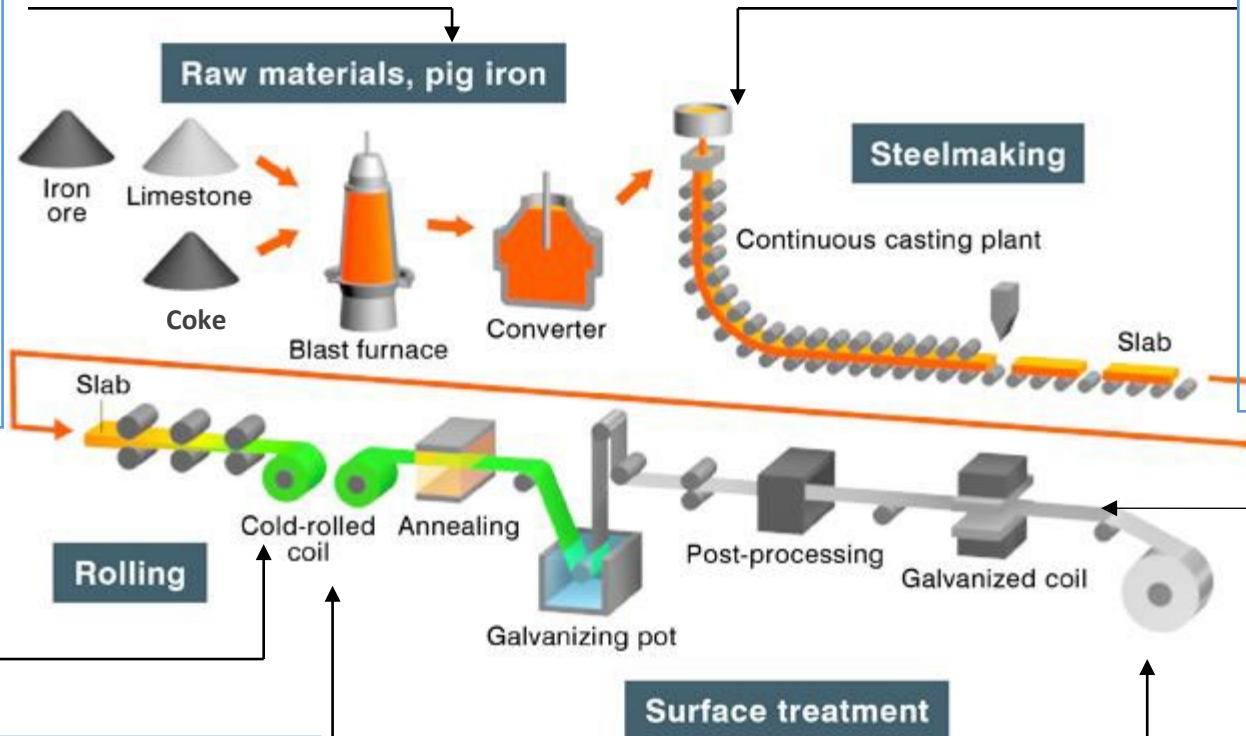 Raw materials, pig iron
Iron
ore
Limestone
Coke
Blast furnace
Converter
Steelmaking
Continuous casting plant
Slab
Slab
Cold-rolled
coil
Annealing
Rolling
Galvanizing pot
Post-processing
Galvanized coil
Surface treatment